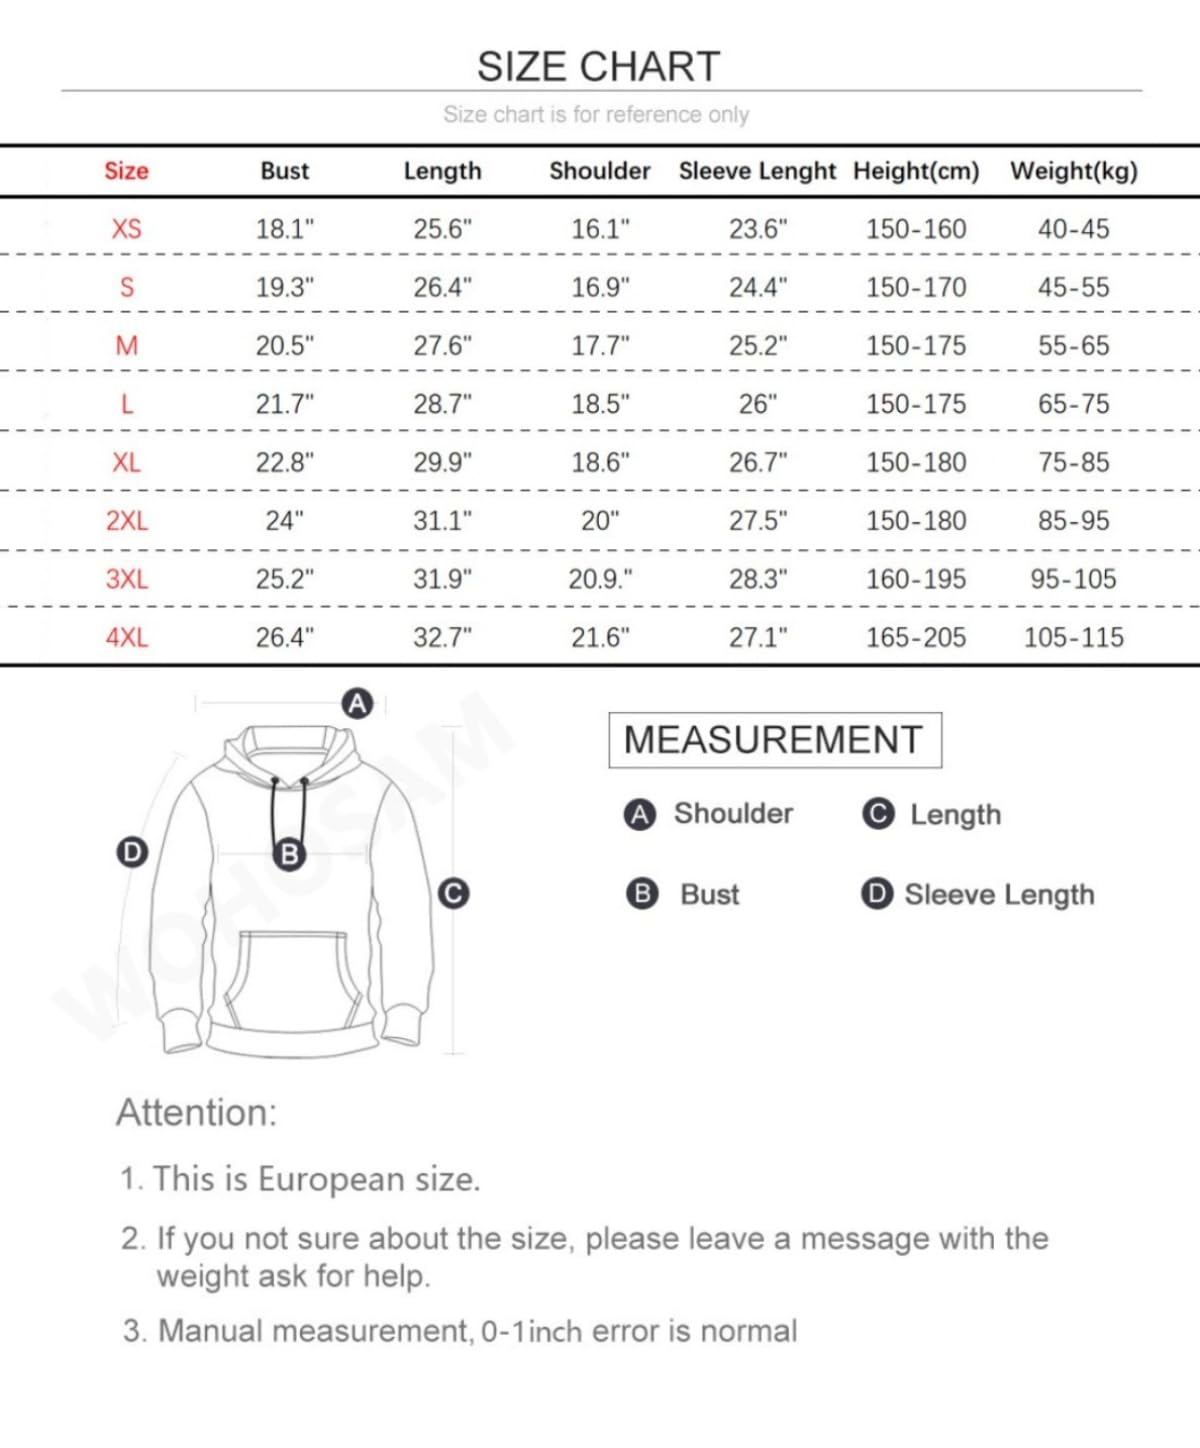 SIZE CHART
Size chart is for reference only
Size Bust Length Shoulder Sleeve Lenght Height(cm) Weight(kg)
XS 18.1" 25.6" 16.1" 23.6" 150-160 40-45
S 19.3" 26.4" 16.9" 24.4" 150-170 45-55
M 20.5" 27.6" 17.7" 25.2" 150-175 55-65
L 21.7" 28.7" 18.5" 26" 150-175 65-75
XL 22.8" 29.9" 18.6" 26.7" 150-180 75-85
2XL 24" 31.1" 20" 27.5" 150-180 85-95
3XL 25.2" 31.9" 20.9." 28.3" 160-195 95-105
4XL 26.4" 32.7" 21.6" 27.1" 165-205 105-115
A
D
B
C
WOHOSAM
MEASUREMENT
A Shoulder C Length
B Bust D Sleeve Length
Attention:
1. This is European size.
2. If you not sure about the size, please leave a message with the
weight ask for help.
3. Manual measurement, 0-1inch error is normal